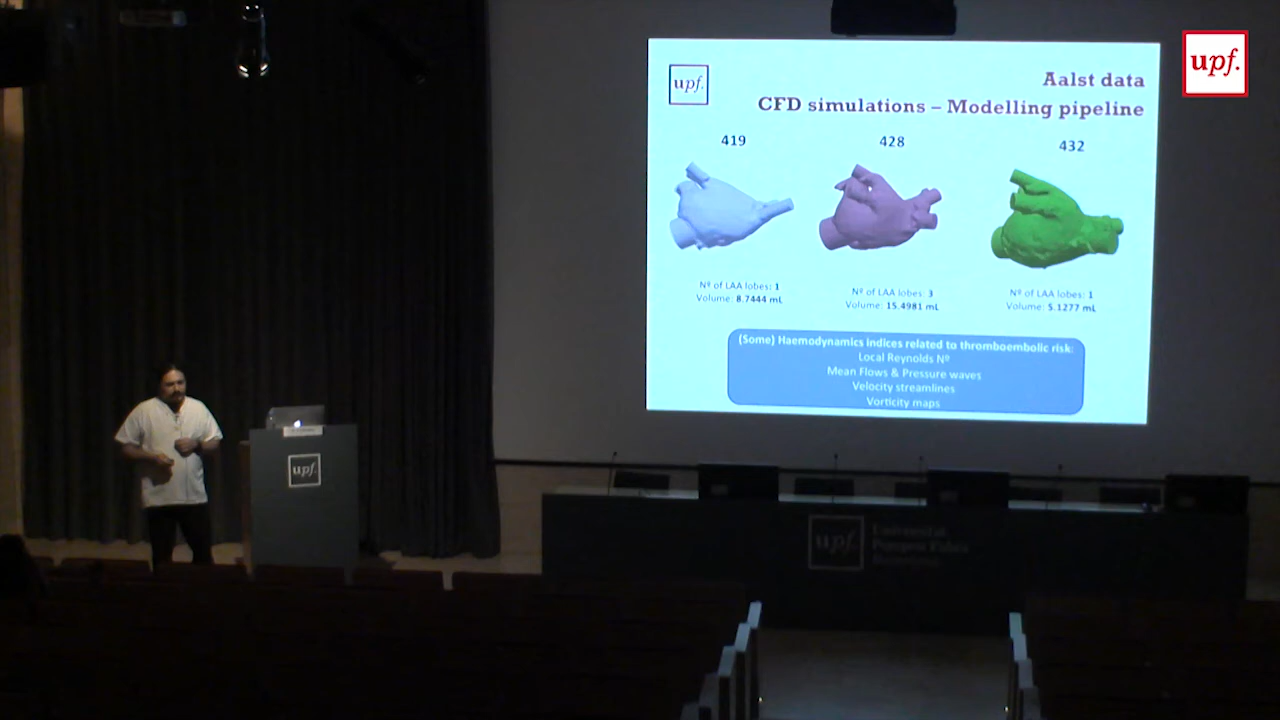 upf.
upf.
Aalst data
CFD simulations – Modelling pipeline
419
428
432
Nº of LAA lobes: 1
Volume: 8.7444 mL
Nº of LAA lobes: 3
Volume: 15.4981 mL
Nº of LAA lobes: 1
Volume: 5.1277 mL
(Some) Haemodynamics indices related to thromboembolic risk:
Local Reynolds Nº
Mean Flows & Pressure waves
Velocity streamlines
Vorticity maps
upf.
upf.
Universitat
Pompeu Fabra